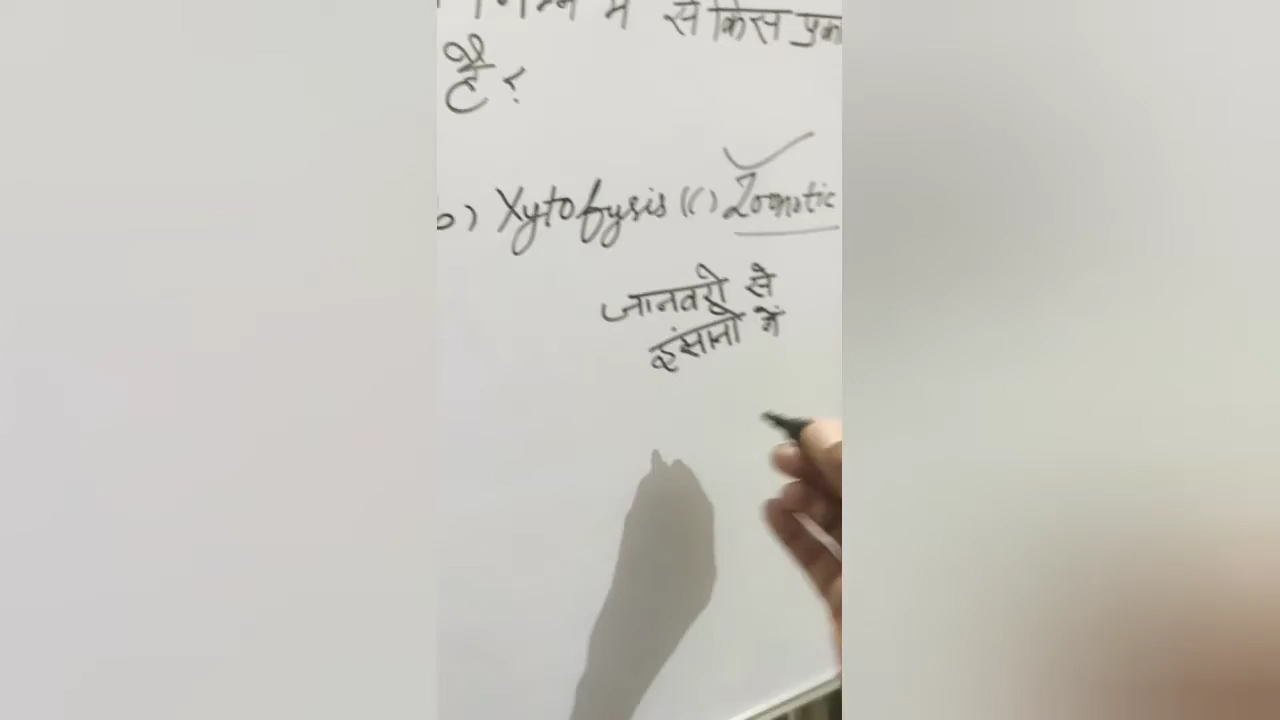 निम्न में से किस प्रक
है ?
b) Xytofysis (C) Zoonotic
जानवरो से
इंसानो में